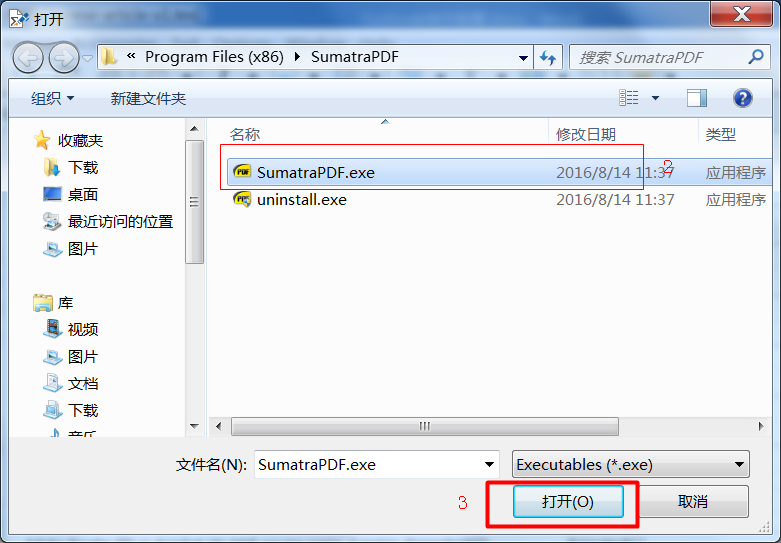 打开
« Program Files (x86) SumatraPDF
搜索 SumatraPDF
组织 新建文件夹
名称 修改日期 类型
收藏夹
下载
桌面
最近访问的位置
图片
库
视频
图片
文档
下载
音乐
SumatraPDF.exe 2016/8/14 11:37 应用程序
2
uninstall.exe 2016/8/14 11:37 应用程序
文件名(N): SumatraPDF.exe Executables (*.exe)
3 打开(O) 取消